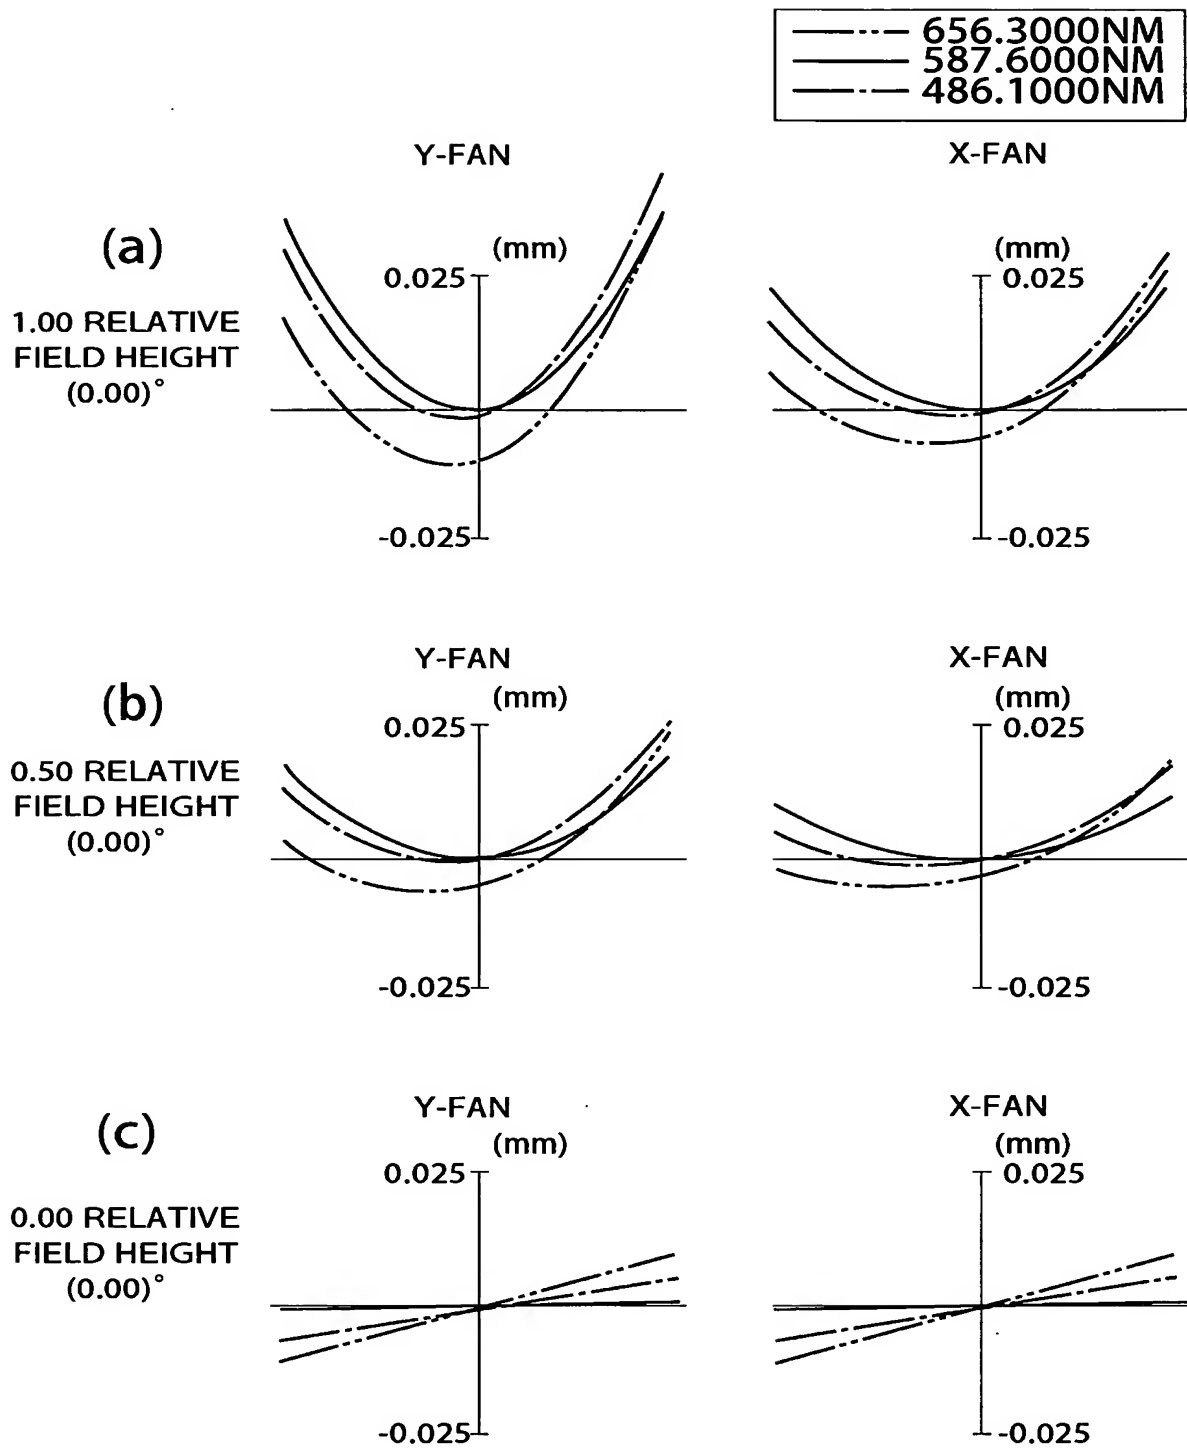 656.3000NM
587.6000NM
486.1000NM
Y-FAN
X-FAN
(a)
1.00 RELATIVE
FIELD HEIGHT
(0.00)°
(mm)
0.025
-0.025
(mm)
0.025
-0.025
Y-FAN
X-FAN
(b)
0.50 RELATIVE
FIELD HEIGHT
(0.00)°
(mm)
0.025
-0.025
(mm)
0.025
-0.025
Y-FAN
X-FAN
(c)
0.00 RELATIVE
FIELD HEIGHT
(0.00)°
(mm)
0.025
-0.025
(mm)
0.025
-0.025